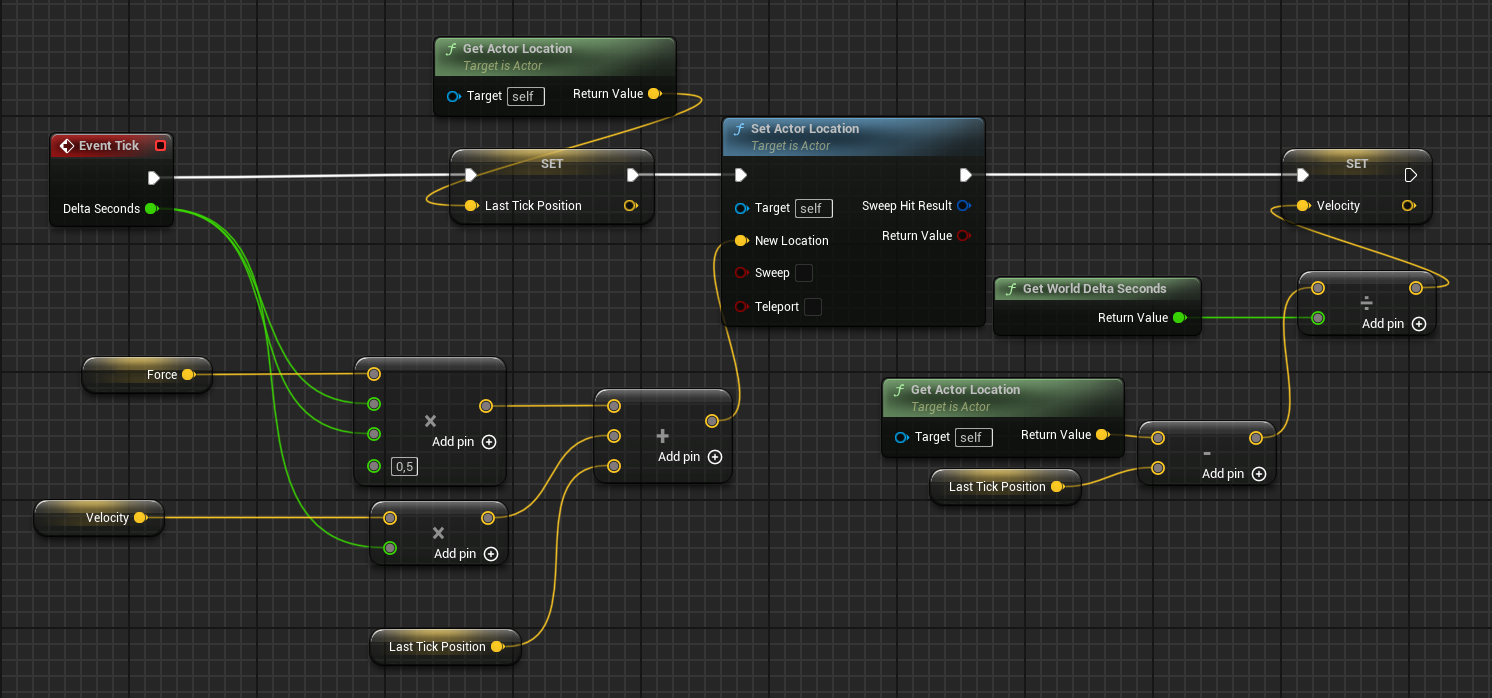 Get Actor Location
Target is Actor
Target self Return Value
Event Tick
Delta Seconds
SET
Last Tick Position
Set Actor Location
Target is Actor
Target self
Sweep Hit Result
New Location
Return Value
Sweep
Teleport
SET
Velocity
Get World Delta Seconds
Return Value
÷
Add pin
Force
×
Add pin
0,5
+
Add pin
Get Actor Location
Target is Actor
Target self Return Value
Last Tick Position
-
Add pin
Velocity
×
Add pin
Last Tick Position